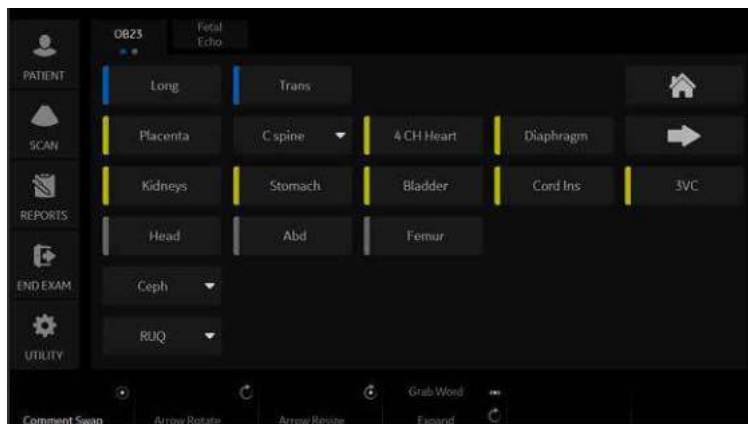 OB23
Fetal
Echo
PATIENT
Long
Trans
SCAN
Placenta
C spine
4 CH Heart
Diaphragm
REPORTS
Kidneys
Stomach
Bladder
Cord Ins
3VC
Head
Abd
Femur
END EXAM
Ceph
UTILITY
RUQ
Grab Word
Comment Swap
Arrow Rotate
Arrow Resize
Expand